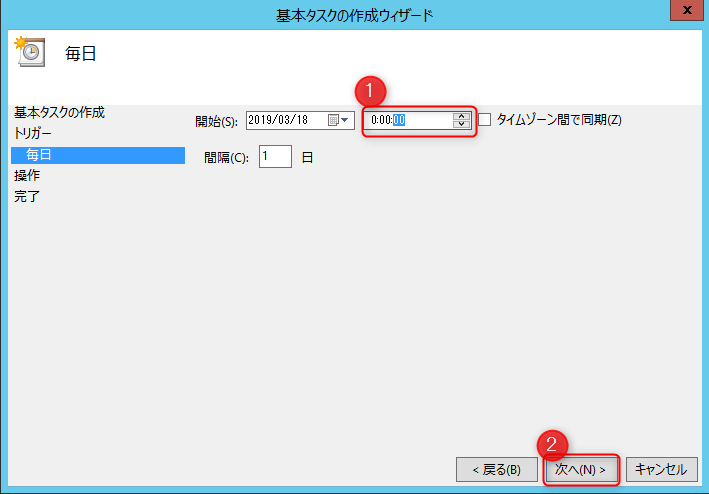 基本タスクの作成ウィザード
x
毎日
1
基本タスクの作成
開始(S): 2019/03/18 0:00:00 タイムゾーン間で同期(Z)
トリガー
毎日
間隔(C): 1 日
操作
完了
2
< 戻る(B) 次へ(N) > キャンセル